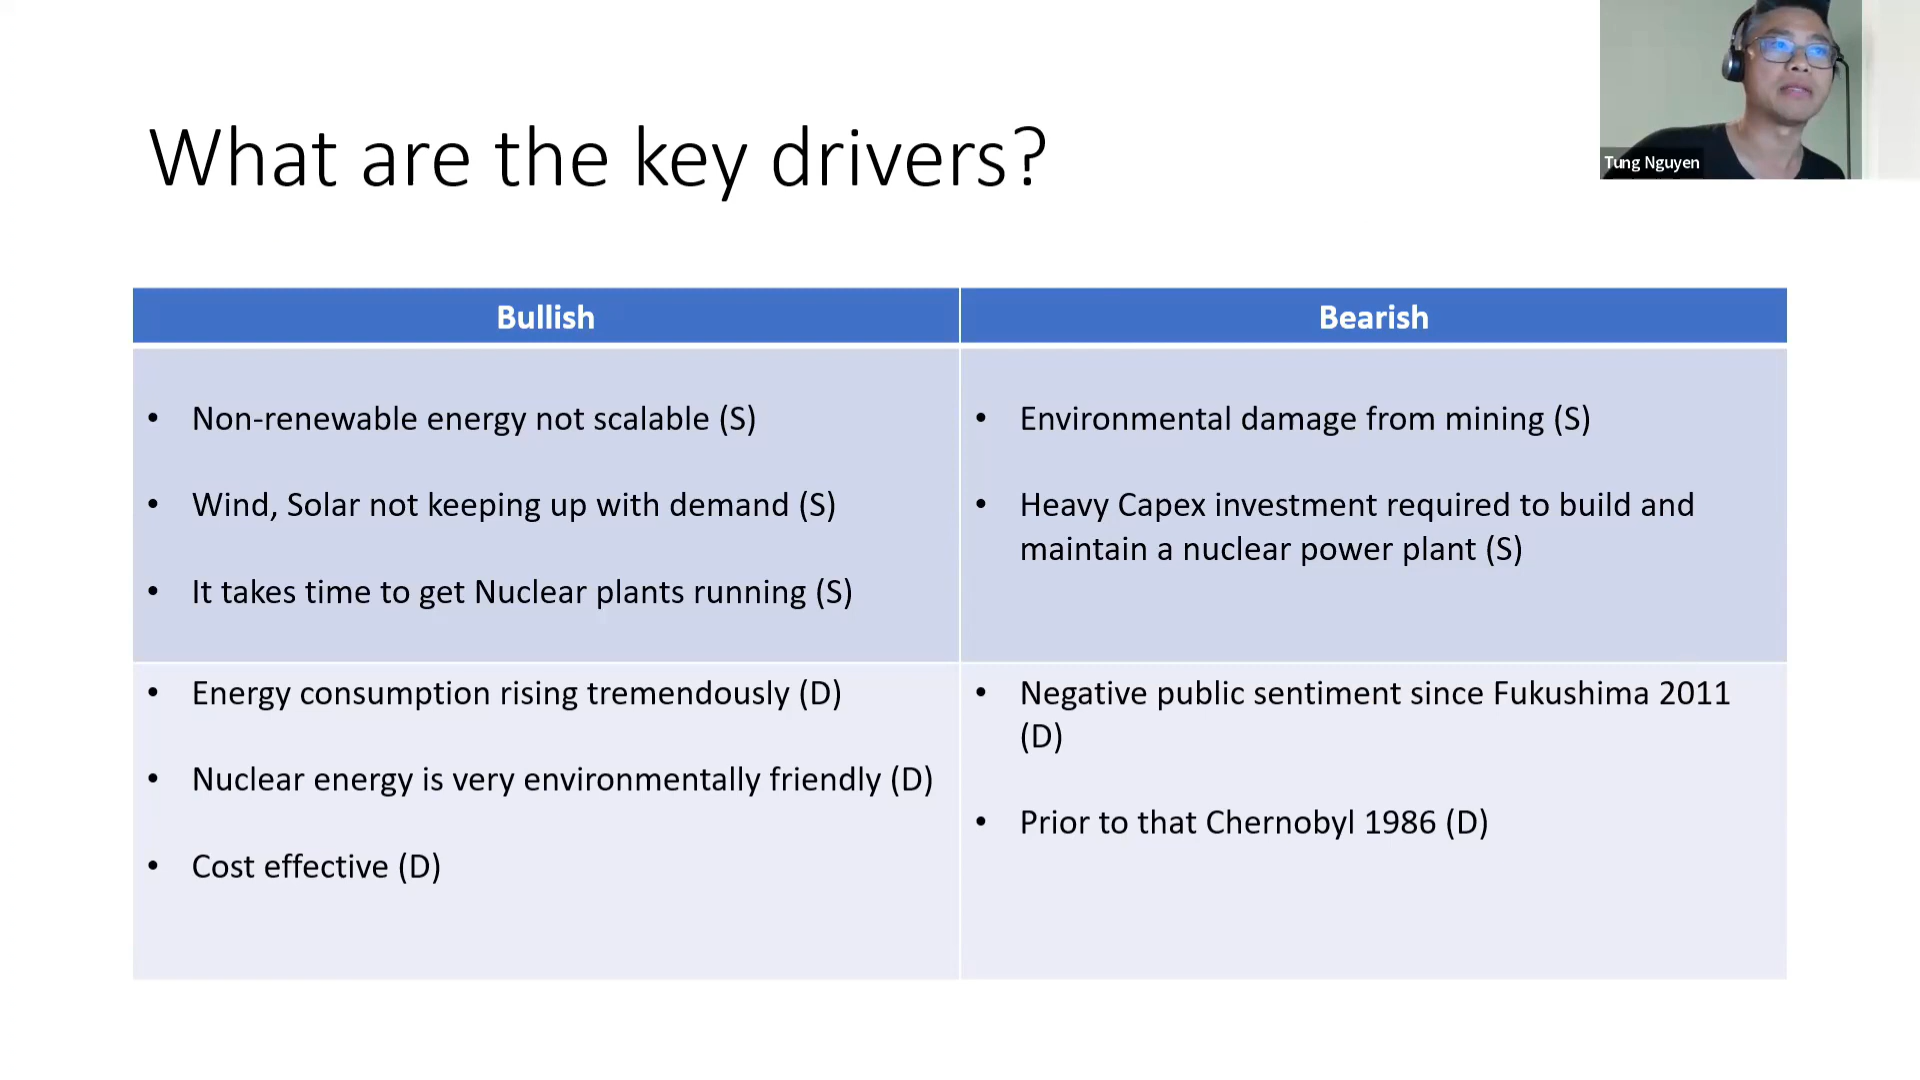 What are the key drivers?
Tung Nguyen
Bullish
Bearish
• Non-renewable energy not scalable (S)
• Wind, Solar not keeping up with demand (S)
• It takes time to get Nuclear plants running (S)
• Environmental damage from mining (S)
• Heavy Capex investment required to build and
maintain a nuclear power plant (S)
• Energy consumption rising tremendously (D)
• Nuclear energy is very environmentally friendly (D)
• Cost effective (D)
• Negative public sentiment since Fukushima 2011
(D)
• Prior to that Chernobyl 1986 (D)